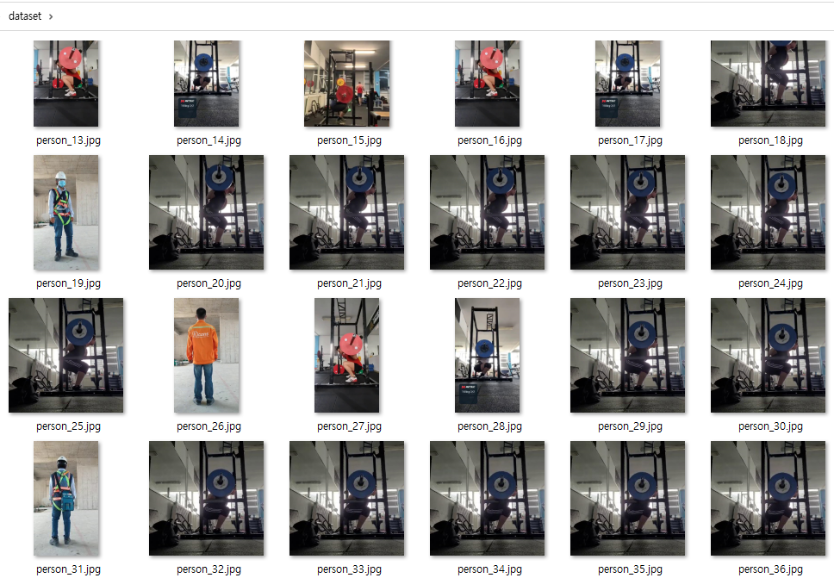 dataset
person_13.jpg person_14.jpg person_15.jpg person_16.jpg person_17.jpg person_18.jpg
person_19.jpg person_20.jpg person_21.jpg person_22.jpg person_23.jpg person_24.jpg
person_25.jpg person_26.jpg person_27.jpg person_28.jpg person_29.jpg person_30.jpg
person_31.jpg person_32.jpg person_33.jpg person_34.jpg person_35.jpg person_36.jpg